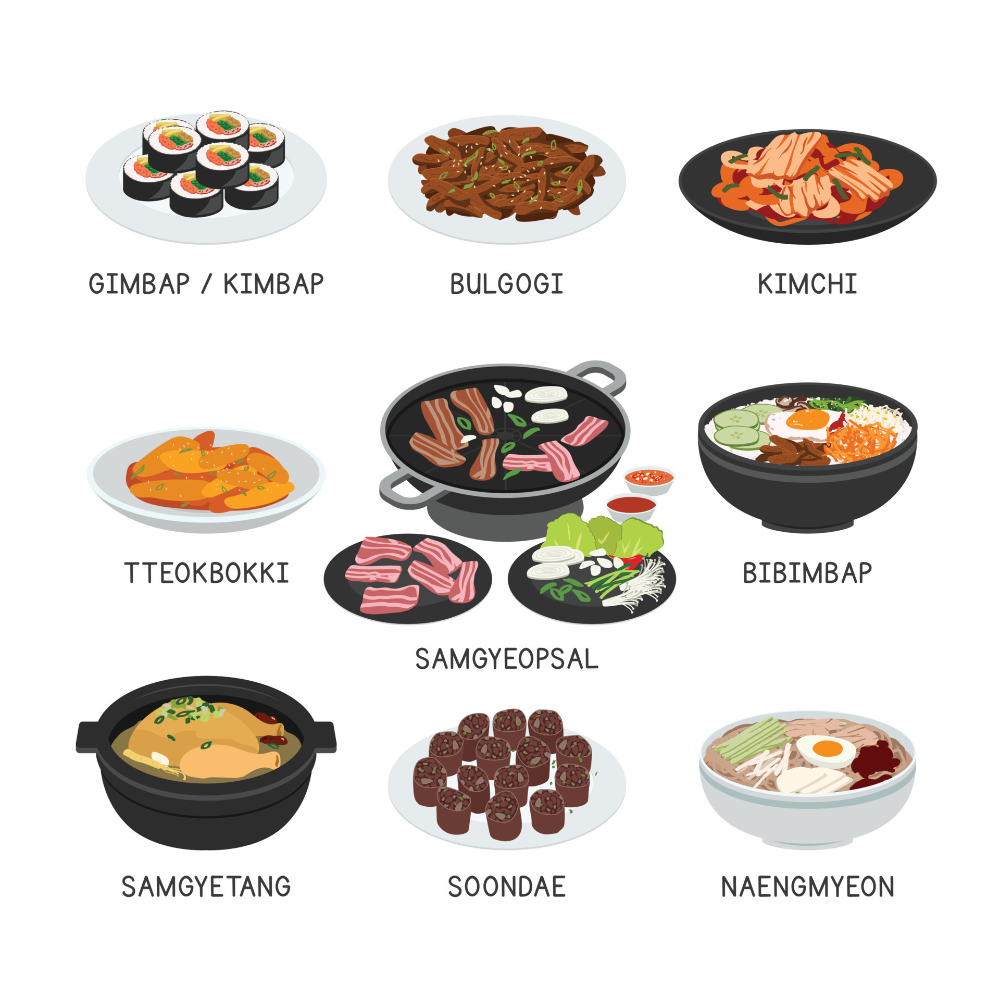 GIMBAP / KIMBAP
BULGOGI
KIMCHI
TTEOKBOKKI
BIBIMBAP
SAMGYEOPSAL
SAMGYETANG
SOONDAE
NAENGMYEON